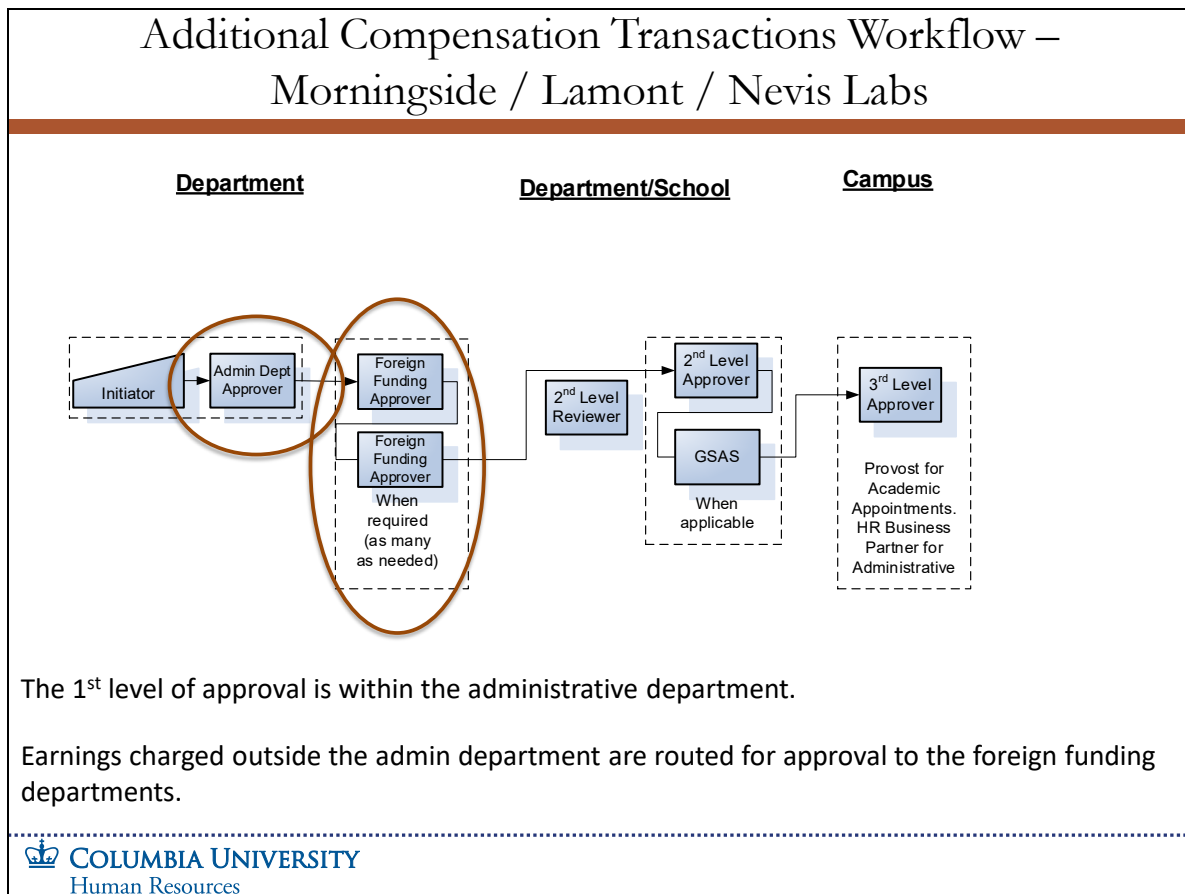 Additional Compensation Transactions Workflow –
Morningside / Lamont / Nevis Labs
Department
Department/School
Campus
Initiator
Admin Dept
Approver
Foreign
Funding
Approver
Foreign
Funding
Approver
When
required
(as many
as needed)
2nd Level
Reviewer
2nd Level
Approver
GSAS
When
applicable
3rd Level
Approver
Provost for
Academic
Appointments.
HR Business
Partner for
Administrative
The 1st level of approval is within the administrative department.
Earnings charged outside the admin department are routed for approval to the foreign funding
departments.
COLUMBIA UNIVERSITY
Human Resources